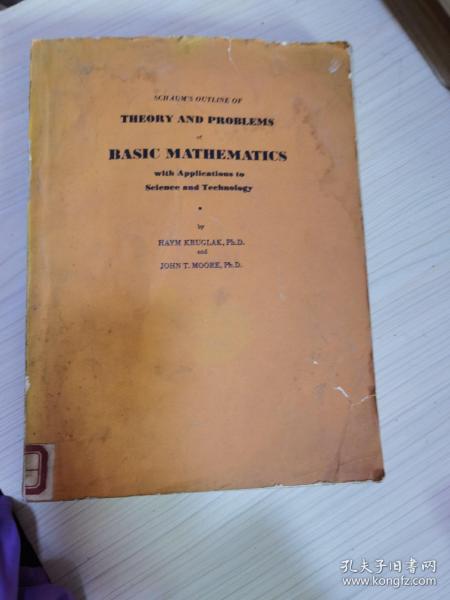 SCHAUM'S OUTLINE OF
THEORY AND PROBLEMS
of
BASIC MATHEMATICS
with Applications to
Science and Technology
by
HAYM KRUGLAK, Ph.D.
and
JOHN T. MOORE, Ph.D.
孔夫子旧书网
www.kongfz.com